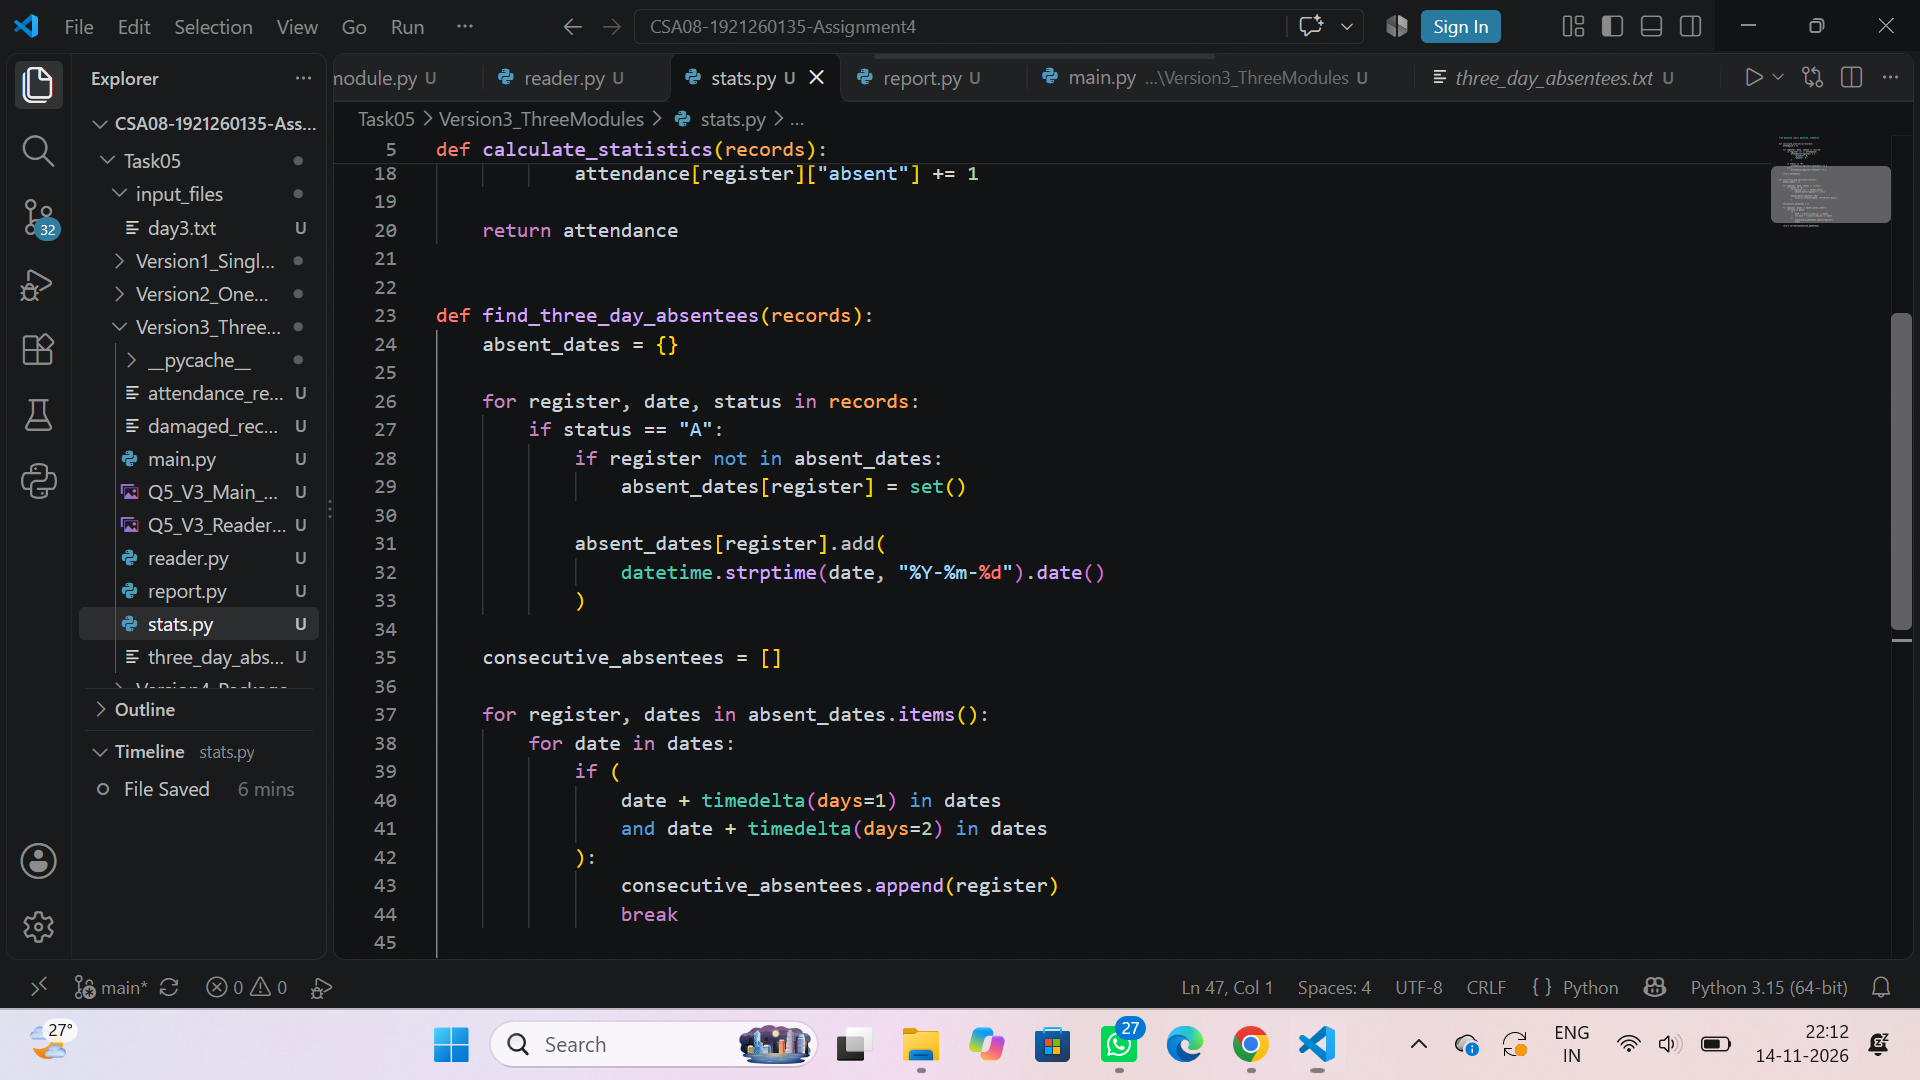 File Edit Selection View Go Run ···
CSA08-1921260135-Assignment4
Sign In
Explorer ···
module.py U
reader.py U
stats.py U
report.py U
main.py ...\Version3_ThreeModules U
three_day_absentees.txt U
CSA08-1921260135-Ass...
Task05
input_files
day3.txt U
Version1_Singl...
Version2_One...
Version3_Three...
__pycache__
attendance_re... U
damaged_rec... U
main.py U
Q5_V3_Main_... U
Q5_V3_Reader... U
reader.py U
report.py U
stats.py U
three_day_abs... U
Version4_Package
Outline
Timeline stats.py
File Saved 6 mins
32
Task05 > Version3_ThreeModules > stats.py > ...
5 def calculate_statistics(records):
18 attendance[register]["absent"] += 1
19
20 return attendance
21
22
23 def find_three_day_absentees(records):
24 absent_dates = {}
25
26 for register, date, status in records:
27 if status == "A":
28 if register not in absent_dates:
29 absent_dates[register] = set()
30
31 absent_dates[register].add(
32 datetime.strptime(date, "%Y-%m-%d").date()
33 )
34
35 consecutive_absentees = []
36
37 for register, dates in absent_dates.items():
38 for date in dates:
39 if (
40 date + timedelta(days=1) in dates
41 and date + timedelta(days=2) in dates
42 ):
43 consecutive_absentees.append(register)
44 break
45
main* 0 0
Ln 47, Col 1 Spaces: 4 UTF-8 CRLF { } Python Python 3.15 (64-bit)
27°
Search
27
ENG
IN
22:12
14-11-2026